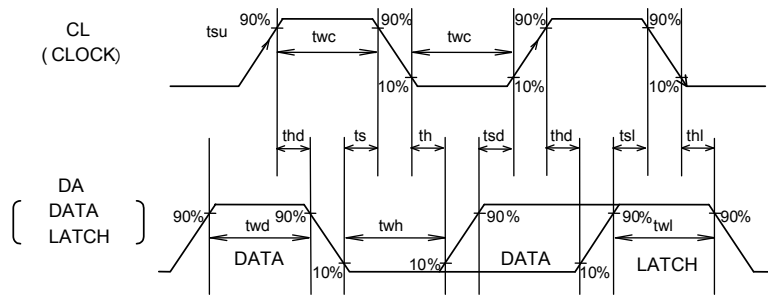 CL
( CLOCK)
tsu
90%
twc
90%
twc
90%
90%
10%
10%
10%
t
thd
ts
th
tsd
thd
tsl
thl
DA
DATA
LATCH
90%
twd
90%
twh
90%
90%
twl
90%
10%
10%
10%
DATA
DATA
LATCH